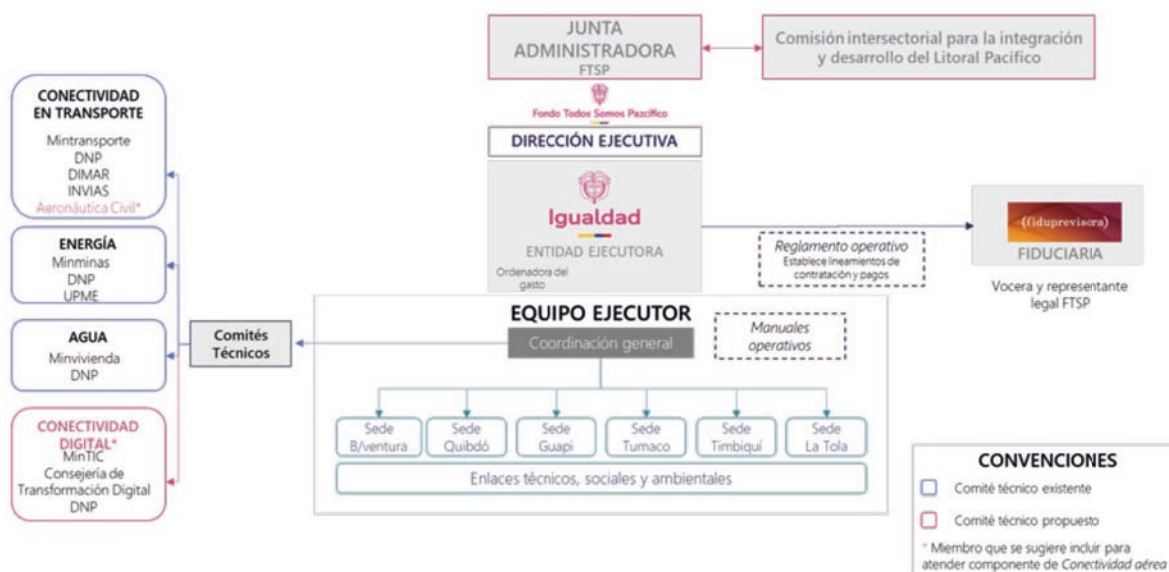 JUNTA
ADMINISTRADORA
FTSP
Comisión intersectorial para la integración
y desarrollo del Litoral Pacífico
Fondo Todos Somos Pazcífico
DIRECCIÓN EJECUTIVA
Igualdad
ENTIDAD EJECUTORA
Ordenadora del
gasto
Reglamento operativo
Establece lineamientos de
contratación y pagos
((fiduprevisora)
FIDUCIARIA
Vocera y representante
legal FTSP
CONECTIVIDAD
EN TRANSPORTE
Mintransporte
DNP
DIMAR
INVIAS
Aeronáutica Civil*
ENERGÍA
Minminas
DNP
UPME
AGUA
Minvivienda
DNP
CONECTIVIDAD
DIGITAL*
MinTIC
Consejería de
Transformación Digital
DNP
Comités
Técnicos
EQUIPO EJECUTOR
Coordinación general
Manuales
operativos
Sede
B/ventura
Sede
Quibdó
Sede
Guapi
Sede
Tumaco
Sede
Timbiquí
Sede
La Tola
Enlaces técnicos, sociales y ambientales
CONVENCIONES
Comité técnico existente
Comité técnico propuesto
* Miembro que se sugiere incluir para
atender componente de Conectividad aérea